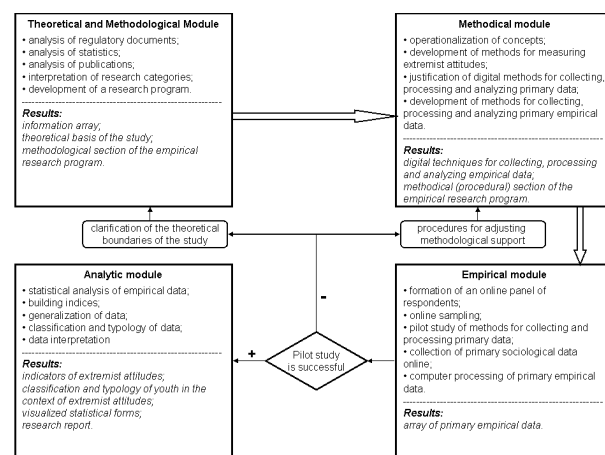 Theoretical and Methodological Module
• analysis of regulatory documents;
• analysis of statistics;
• analysis of publications;
• interpretation of research categories;
• development of a research program.
Results:
information array;
theoretical basis of the study;
methodological section of the empirical
research program.
Methodical module
• operationalization of concepts;
• development of methods for measuring
extremist attitudes;
• justification of digital methods for collecting,
processing and analyzing primary data;
• development of methods for collecting,
processing and analyzing primary empirical
data.
Results:
digital techniques for collecting, processing
and analyzing empirical data;
methodical (procedural) section of the
empirical research program.
clarification of the theoretical
boundaries of the study
procedures for adjusting
methodological support
Analytic module
• statistical analysis of empirical data;
• building indices;
• generalization of data;
• classification and typology of data;
• data interpretation
Results:
indicators of extremist attitudes;
classification and typology of youth in the
context of extremist attitudes;
visualized statistical forms;
research report.
–
+
Pilot study
is successful
Empirical module
• formation of an online panel of
respondents;
• online sampling;
• pilot study of methods for collecting and
processing primary data;
• collection of primary sociological data
online;
• computer processing of primary empirical
data.
Results:
array of primary empirical data.